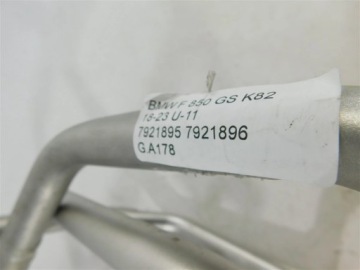 BMW F 850 GS K82
18-23 U-11
7921895 7921896
G A178